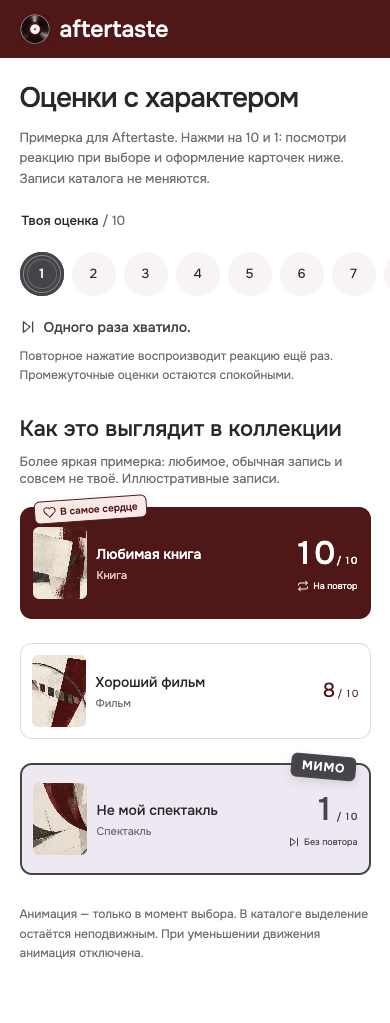 aftertaste
Оценки с характером
Примерка для Aftertaste. Нажми на 10 и 1: посмотри
реакцию при выборе и оформление карточек ниже.
Записи каталога не меняются.
Твоя оценка / 10
1 2 3 4 5 6 7
Одного раза хватило.
Повторное нажатие воспроизводит реакцию ещё раз.
Промежуточные оценки остаются спокойными.
Как это выглядит в коллекции
Более яркая примерка: любимое, обычная запись и
совсем не твоё. Иллюстративные записи.
В самое сердце
Любимая книга
Книга
10 / 10
На повтор
Хороший фильм
Фильм
8 / 10
МИМО
Не мой спектакль
Спектакль
1 / 10
Без повтора
Анимация — только в момент выбора. В каталоге выделение
остаётся неподвижным. При уменьшении движения
анимация отключена.